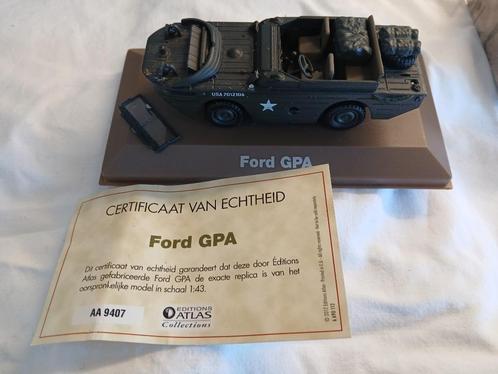 USA 7012104
Ford GPA
CERTIFICAAT VAN ECHTHEID
Ford GPA
Dit certificaat van echtheid garandeert dat deze door Éditions
Atlas gefabriceerde Ford GPA de exacte replica is van het
oorspronkelijke model in schaal 1:43.
AA 9407
EDITIONS
ATLAS
Collections